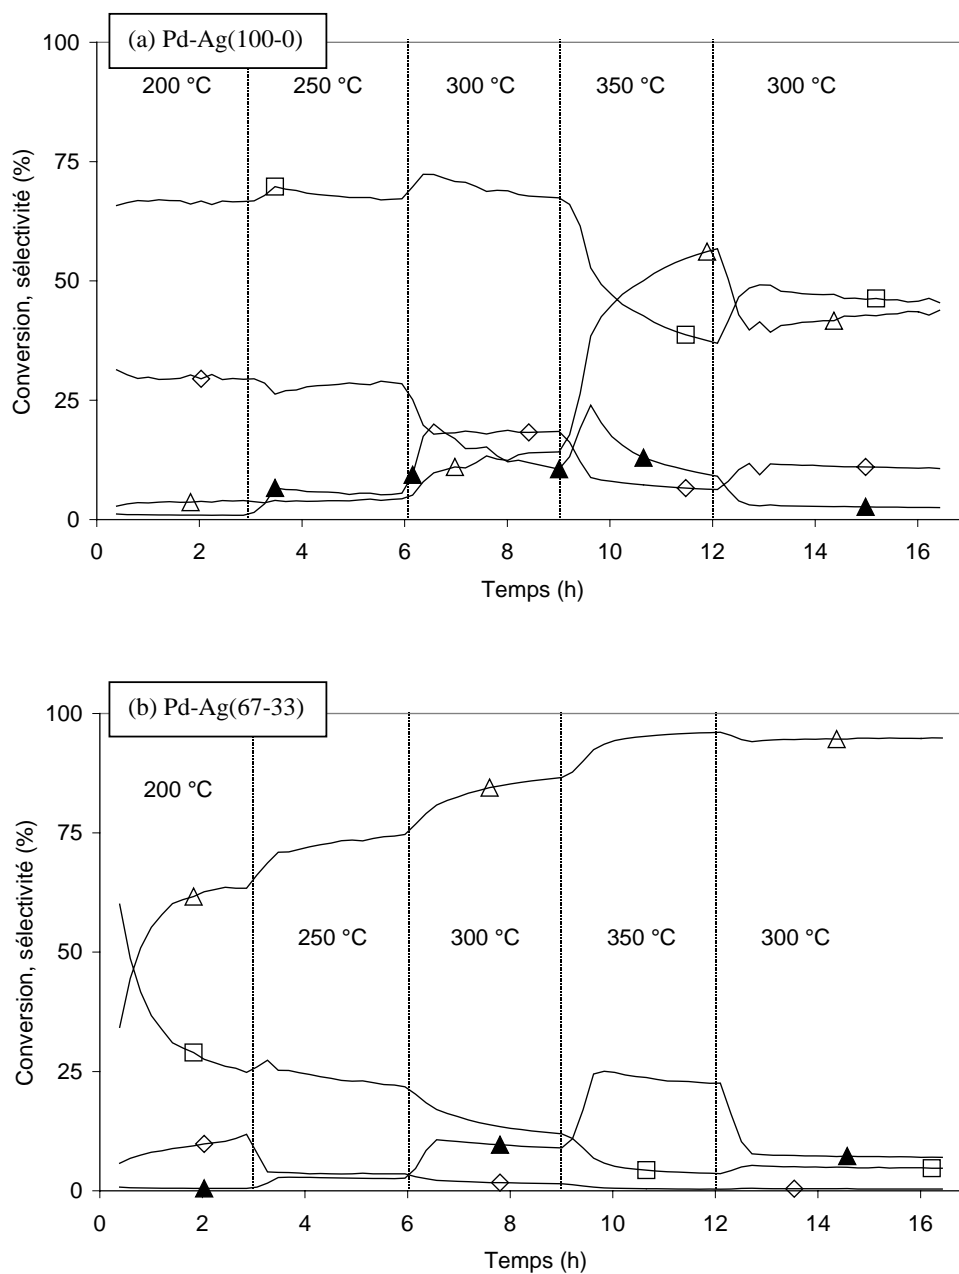 100
(a) Pd-Ag(100-0)
200 °C 250 °C 300 °C 350 °C 300 °C
75
50
25
0
Conversion, sélectivité (%)
0 2 4 6 8 10 12 14 16
Temps (h)
100
(b) Pd-Ag(67-33)
200 °C
75
50
250 °C 300 °C 350 °C 300 °C
25
0
Conversion, sélectivité (%)
0 2 4 6 8 10 12 14 16
Temps (h)